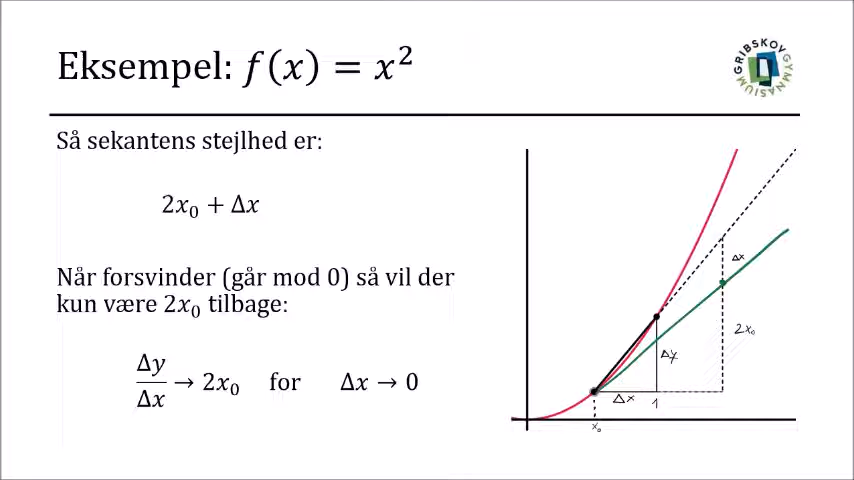 Eksempel: f(x) = x²
GRIBSKOV GYMNASIUM
Så sekantens stejlhed er:
2x₀ + Δx
Når forsvinder (går mod 0) så vil der
kun være 2x₀ tilbage:
Δy/Δx → 2x₀ for Δx → 0
Δx
2x₀
Δy
Δx
1
x₀